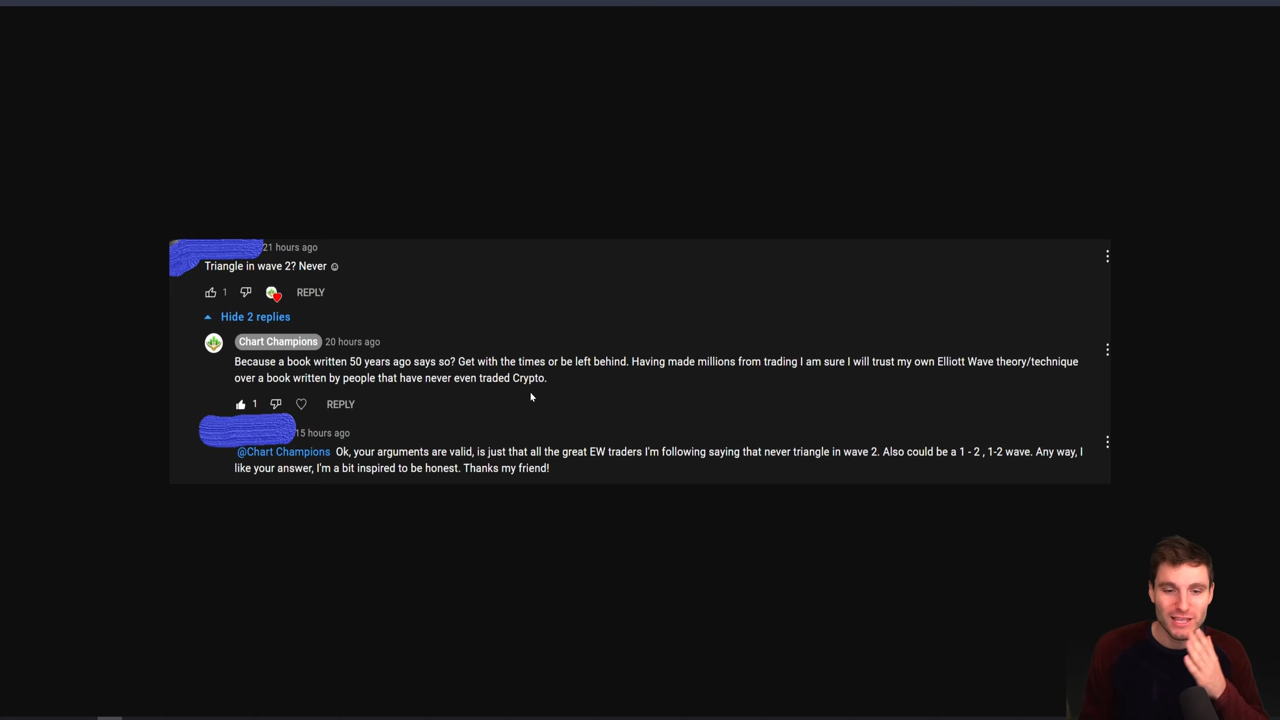 21 hours ago
Triangle in wave 2? Never ☺
1 REPLY
Hide 2 replies
Chart Champions 20 hours ago
Because a book written 50 years ago says so? Get with the times or be left behind. Having made millions from trading I am sure I will trust my own Elliott Wave theory/technique
over a book written by people that have never even traded Crypto.
1 REPLY
15 hours ago
@Chart Champions Ok, your arguments are valid, is just that all the great EW traders I'm following saying that never triangle in wave 2. Also could be a 1 - 2 , 1-2 wave. Any way, I
like your answer, I'm a bit inspired to be honest. Thanks my friend!